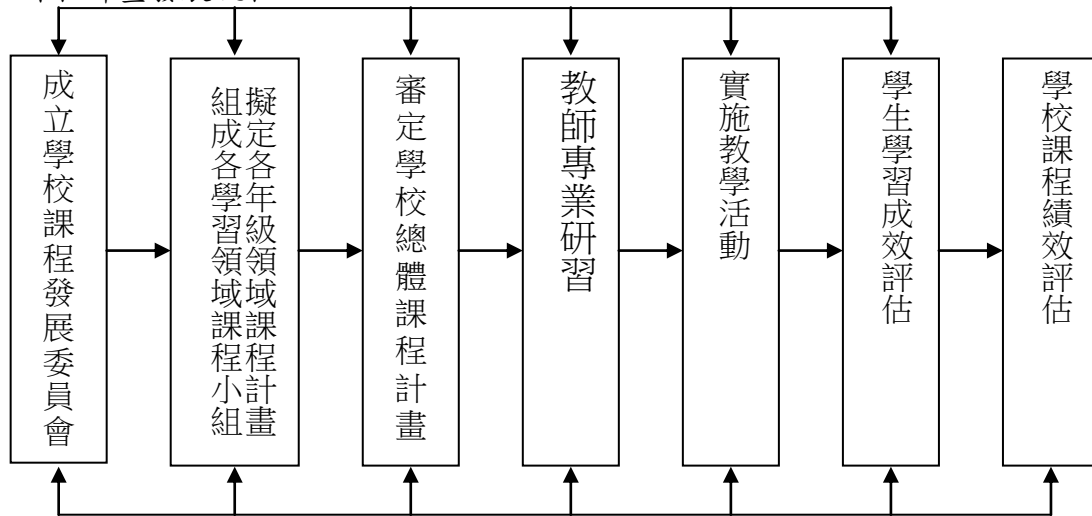 成立學校課程發展委員會
擬定各年級領域課程計畫
組成各學習領域課程小組
審定學校總體課程計畫
教師專業研習
實施教學活動
學生學習成效評估
學校課程績效評估